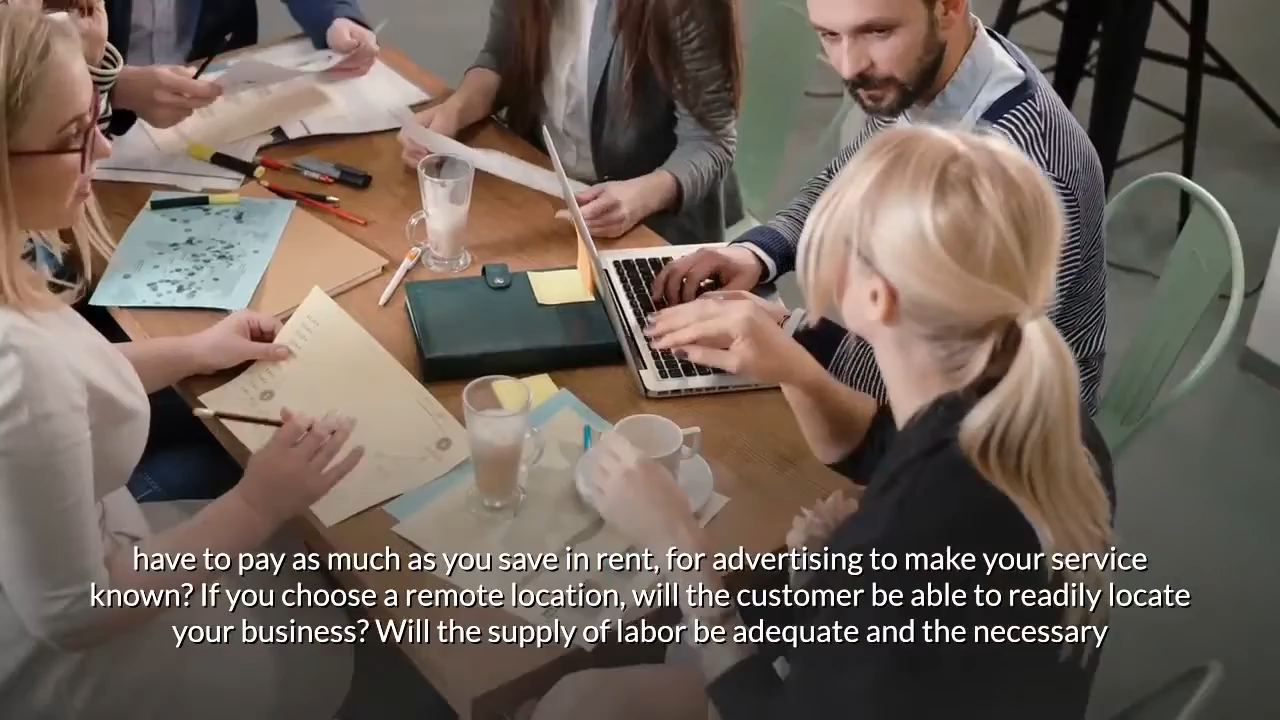 have to pay as much as you save in rent, for advertising to make your service
known? If you choose a remote location, will the customer be able to readily locate
your business? Will the supply of labor be adequate and the necessary